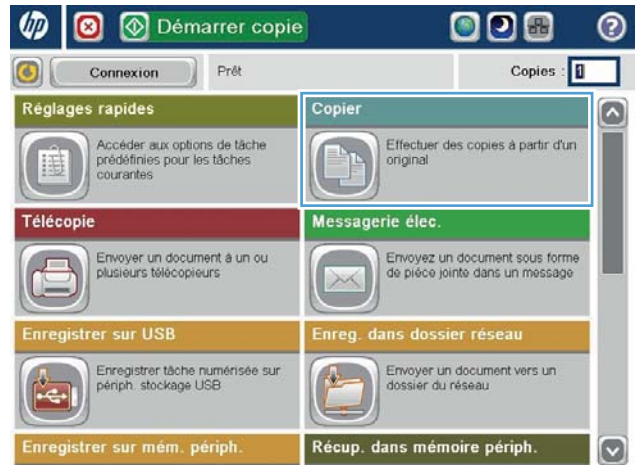 hp
Démarrer copie
?
Connexion
Prêt
Copies :
1
Réglages rapides
Accéder aux options de tâche
prédéfinies pour les tâches
courantes
Copier
Effectuer des copies à partir d'un
original
Télécopie
Envoyer un document à un ou
plusieurs télécopieurs
Messagerie élec.
Envoyez un document sous forme
de pièce jointe dans un message
Enregistrer sur USB
Enregistrer tâche numérisée sur
périph. stockage USB
Enreg. dans dossier réseau
Envoyer un document vers un
dossier du réseau
Enregistrer sur mém. périph.
Récup. dans mémoire périph.